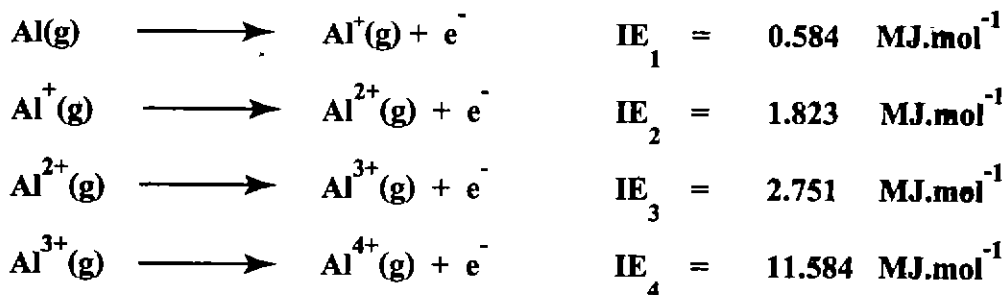 Al(g) ⟶ Al⁺(g) + e⁻ IE₁ = 0.584 MJ.mol⁻¹
Al⁺(g) ⟶ Al²⁺(g) + e⁻ IE₂ = 1.823 MJ.mol⁻¹
Al²⁺(g) ⟶ Al³⁺(g) + e⁻ IE₃ = 2.751 MJ.mol⁻¹
Al³⁺(g) ⟶ Al⁴⁺(g) + e⁻ IE₄ = 11.584 MJ.mol⁻¹